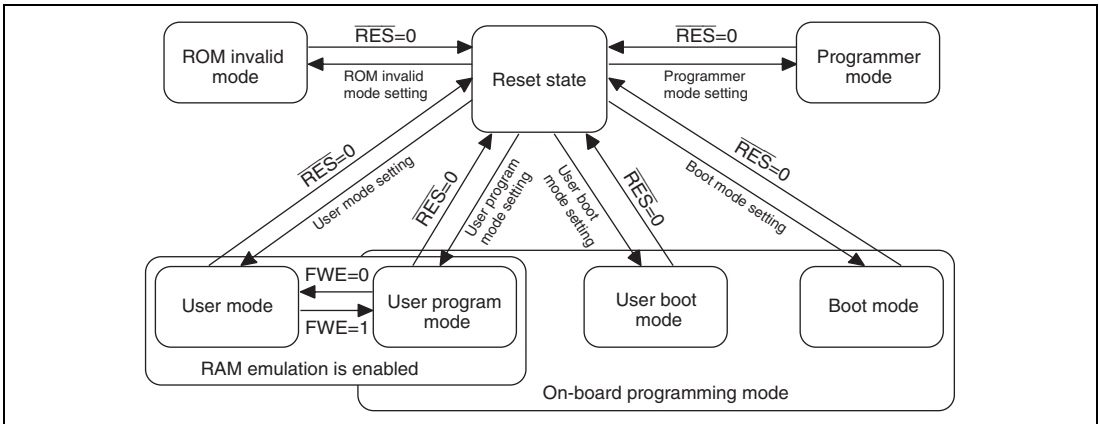 RES=0
RES=0
ROM invalid
mode
Reset state
Programmer
mode
ROM invalid
mode setting
Programmer
mode setting
RES=0
User mode setting
RES=0
User program
mode setting
User boot
mode setting
RES=0
Boot mode setting
RES=0
FWE=0
User mode
User program
mode
User boot
mode
Boot mode
FWE=1
RAM emulation is enabled
On-board programming mode